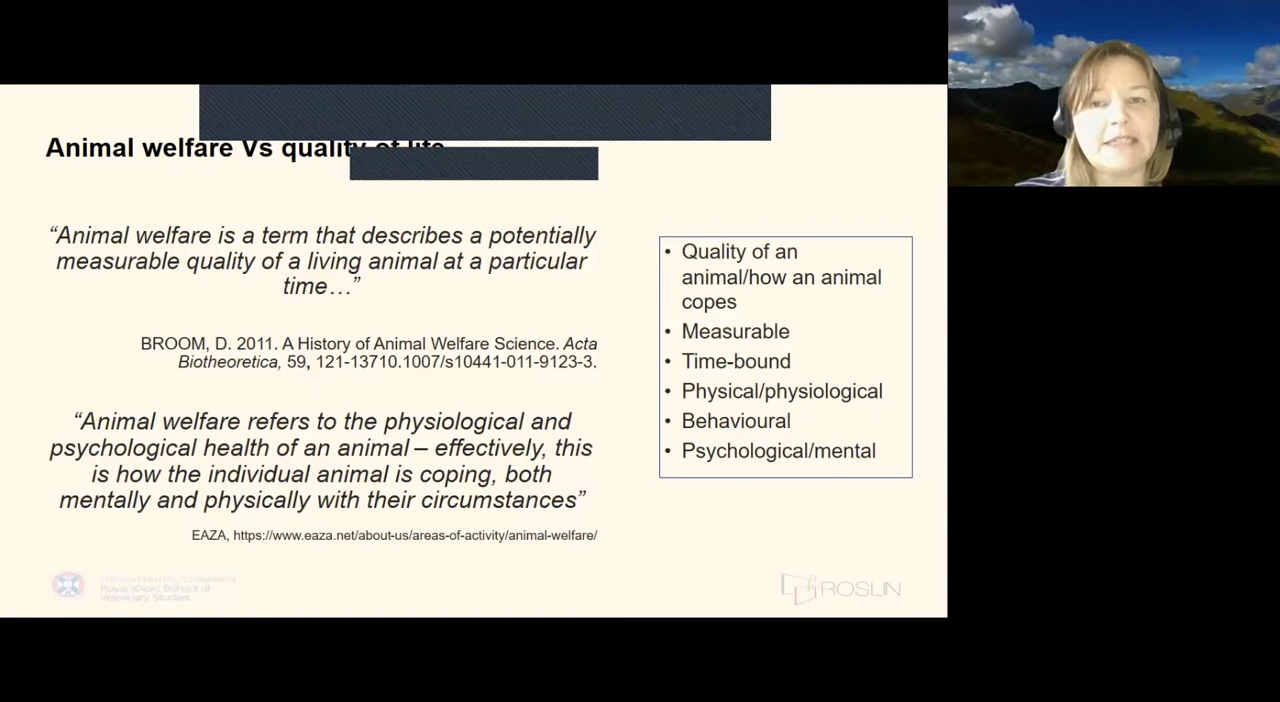 Animal welfare Vs quality of life
“Animal welfare is a term that describes a potentially
measurable quality of a living animal at a particular
time…”
BROOM, D. 2011. A History of Animal Welfare Science. Acta
Biotheoretica, 59, 121-13710.1007/s10441-011-9123-3.
“Animal welfare refers to the physiological and
psychological health of an animal – effectively, this
is how the individual animal is coping, both
mentally and physically with their circumstances”
EAZA, https://www.eaza.net/about-us/areas-of-activity/animal-welfare/
• Quality of an
animal/how an animal
copes
• Measurable
• Time-bound
• Physical/physiological
• Behavioural
• Psychological/mental
Royal (Dick) School of
Veterinary Studies
ROSLIN